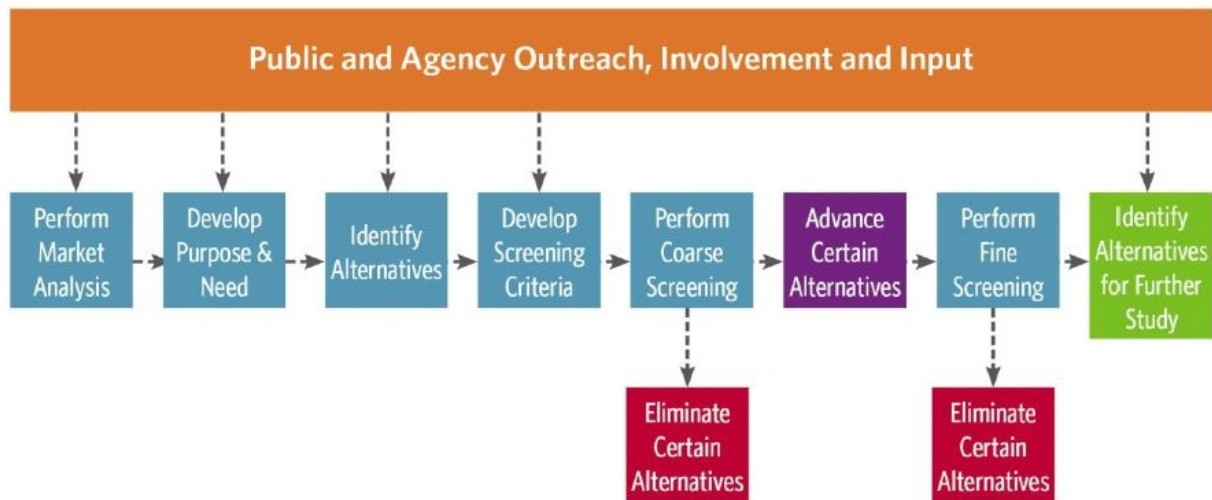 Public and Agency Outreach, Involvement and Input
Perform
Market
Analysis
Develop
Purpose &
Need
Identify
Alternatives
Develop
Screening
Criteria
Perform
Coarse
Screening
Advance
Certain
Alternatives
Perform
Fine
Screening
Identify
Alternatives
for Further
Study
Eliminate
Certain
Alternatives
Eliminate
Certain
Alternatives